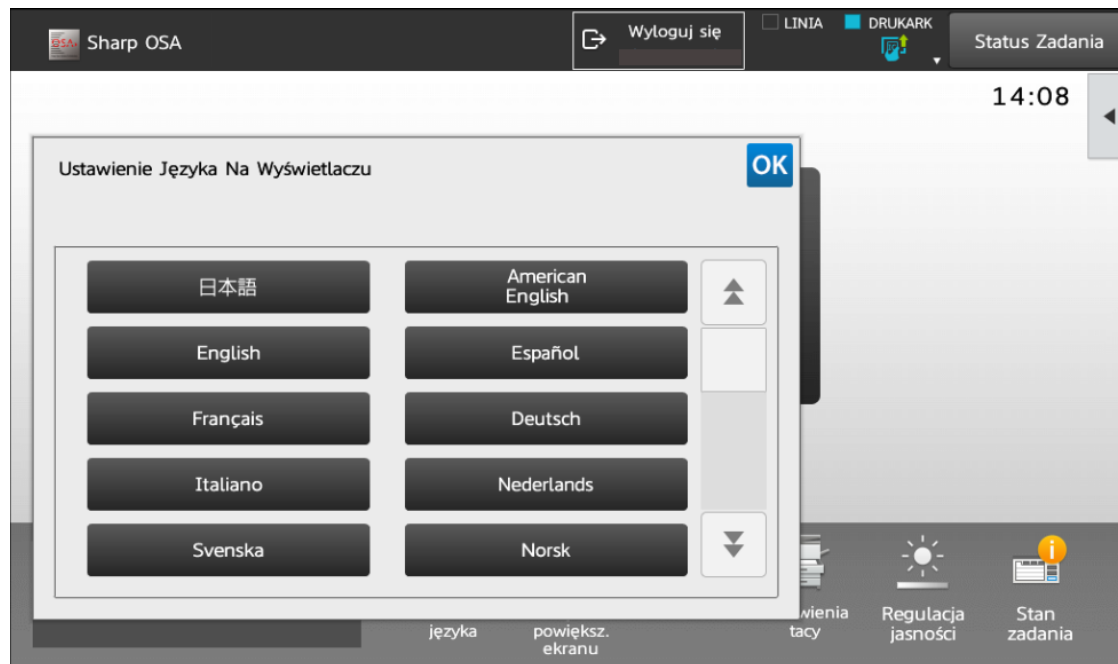 OSA
Sharp OSA
Wyloguj się
LINIA
DRUKARK
Status Zadania
14:08
Ustawienie Języka Na Wyświetlaczu
OK
日本語
American
English
English
Español
Français
Deutsch
Italiano
Nederlands
Svenska
Norsk
języka
powiększ.
ekranu
wienia
tacy
Regulacja
jasności
Stan
zadania